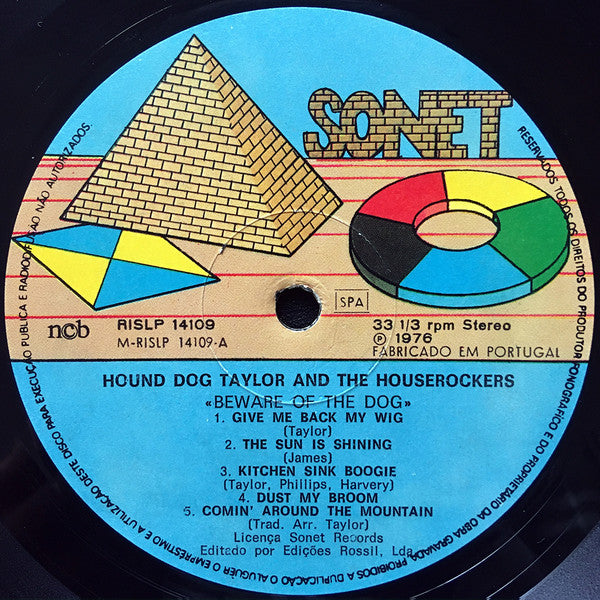 SONET
RESERVADOS TODOS OS DIREITOS DO PRODUTOR FONOGRAFICO E DO PROPRIETARIO DA OBRA GRAVADA. PROIBIDOS A DUPLICAÇÃO O ALUGUER O EMPRÉSTIMO E A UTILIZAÇÃO DESTE DISCO PARA EXECUÇÃO PUBLICA E RADIODIFUÇÃO NÃO AUTORIZADOS.
ncb
RISLP 14109
M-RISLP 14109-A
SPA
33 1/3 rpm Stereo
Ⓟ 1976
FABRICADO EM PORTUGAL
HOUND DOG TAYLOR AND THE HOUSEROCKERS
«BEWARE OF THE DOG»
1. GIVE ME BACK MY WIG
(Taylor)
2. THE SUN IS SHINING
(James)
3. KITCHEN SINK BOOGIE
(Taylor, Phillips, Harvery)
4. DUST MY BROOM
5. COMIN' AROUND THE MOUNTAIN
(Trad. Arr. Taylor)
Licença Sonet Records
Editado por Edições Rossil, Lda.